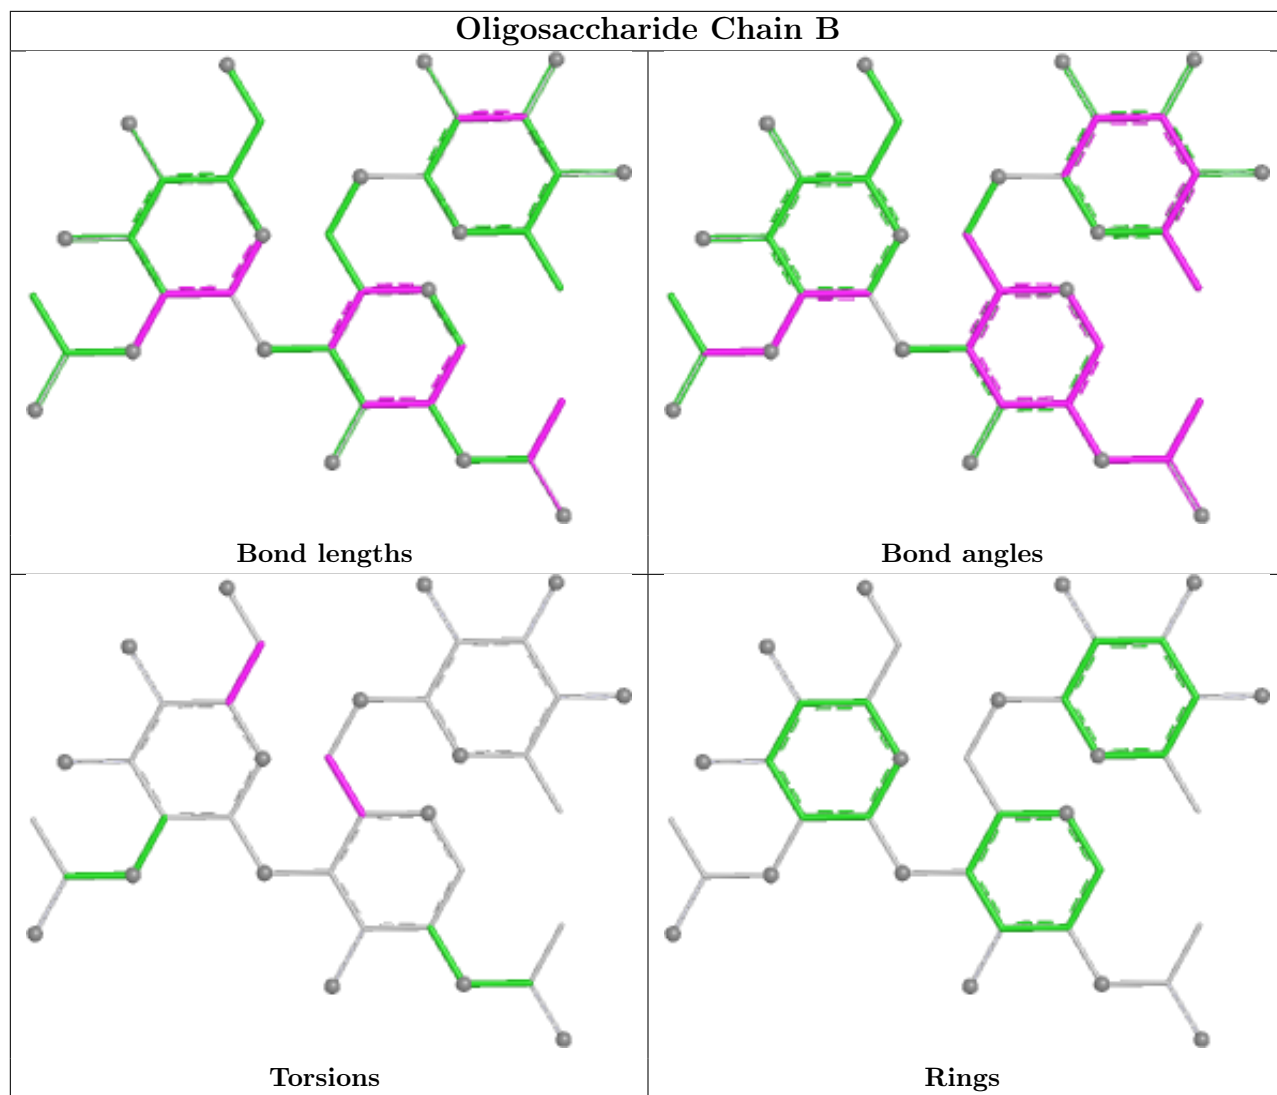 Oligosaccharide Chain B
Bond lengths
Bond angles
Torsions
Rings